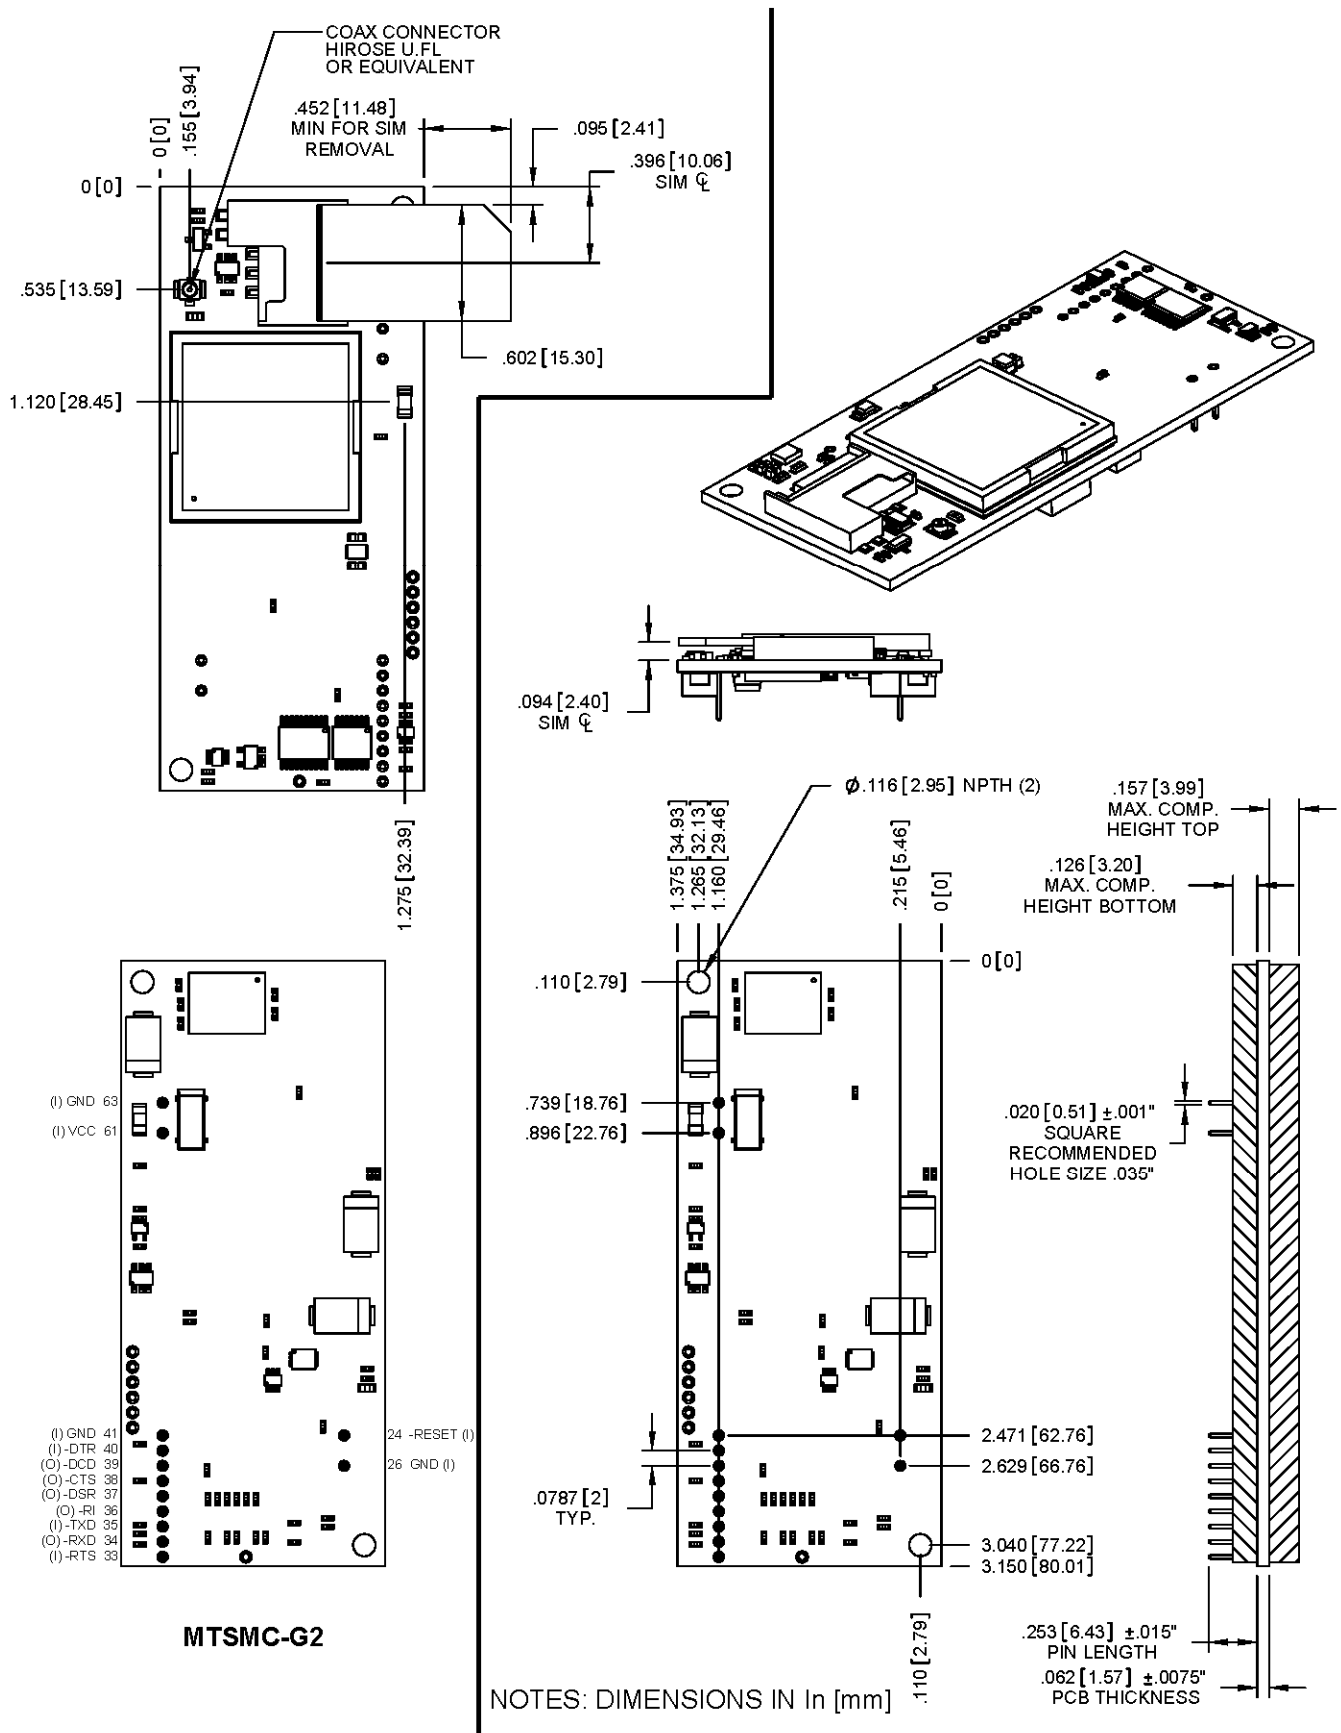 COAX CONNECTOR
HIROSE U.FL
OR EQUIVALENT
0 [0]
.155 [3.94]
.452 [11.48]
MIN FOR SIM
REMOVAL
.095 [2.41]
.396 [10.06]
SIM ℄
0 [0]
.535 [13.59]
.602 [15.30]
1.120 [28.45]
1.275 [32.39]
.094 [2.40]
SIM ℄
Ø.116 [2.95] NPTH (2)
1.375 [34.93]
1.265 [32.13]
1.160 [29.46]
.215 [5.46]
0 [0]
.157 [3.99]
MAX. COMP.
HEIGHT TOP
.126 [3.20]
MAX. COMP.
HEIGHT BOTTOM
0 [0]
.110 [2.79]
.739 [18.76]
.896 [22.76]
.020 [0.51] ±.001"
SQUARE
RECOMMENDED
HOLE SIZE .035"
(I) GND 63
(I) VCC 61
(I) GND 41
(I) -DTR 40
(O) -DCD 39
(O) -CTS 38
(O) -DSR 37
(O) -RI 36
(I) -TXD 35
(O) -RXD 34
(I) -RTS 33
24 -RESET (I)
26 GND (I)
2.471 [62.76]
2.629 [66.76]
.0787 [2]
TYP.
3.040 [77.22]
3.150 [80.01]
.110 [2.79]
MTSMC-G2
.253 [6.43] ±.015"
PIN LENGTH
.062 [1.57] ±.0075"
PCB THICKNESS
NOTES: DIMENSIONS IN In [mm]